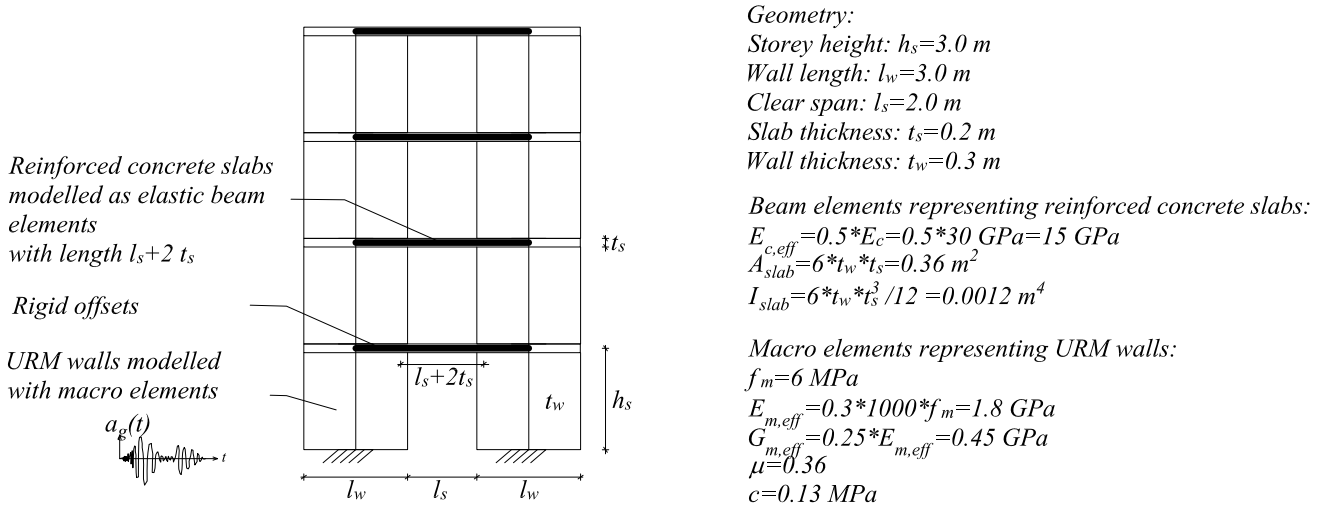 Reinforced concrete slabs
modelled as elastic beam
elements
with length ls+2 ts
Rigid offsets
URM walls modelled
with macro elements
ag(t)
t
ts
ls+2ts
tw
hs
lw
ls
lw
Geometry:
Storey height: hs=3.0 m
Wall length: lw=3.0 m
Clear span: ls=2.0 m
Slab thickness: ts=0.2 m
Wall thickness: tw=0.3 m
Beam elements representing reinforced concrete slabs:
Ec,eff=0.5*Ec=0.5*30 GPa=15 GPa
Aslab=6*tw*ts=0.36 m²
Islab=6*tw*ts³/12 =0.0012 m⁴
Macro elements representing URM walls:
fm=6 MPa
Em,eff=0.3*1000*fm=1.8 GPa
Gm,eff=0.25*Em,eff=0.45 GPa
μ=0.36
c=0.13 MPa